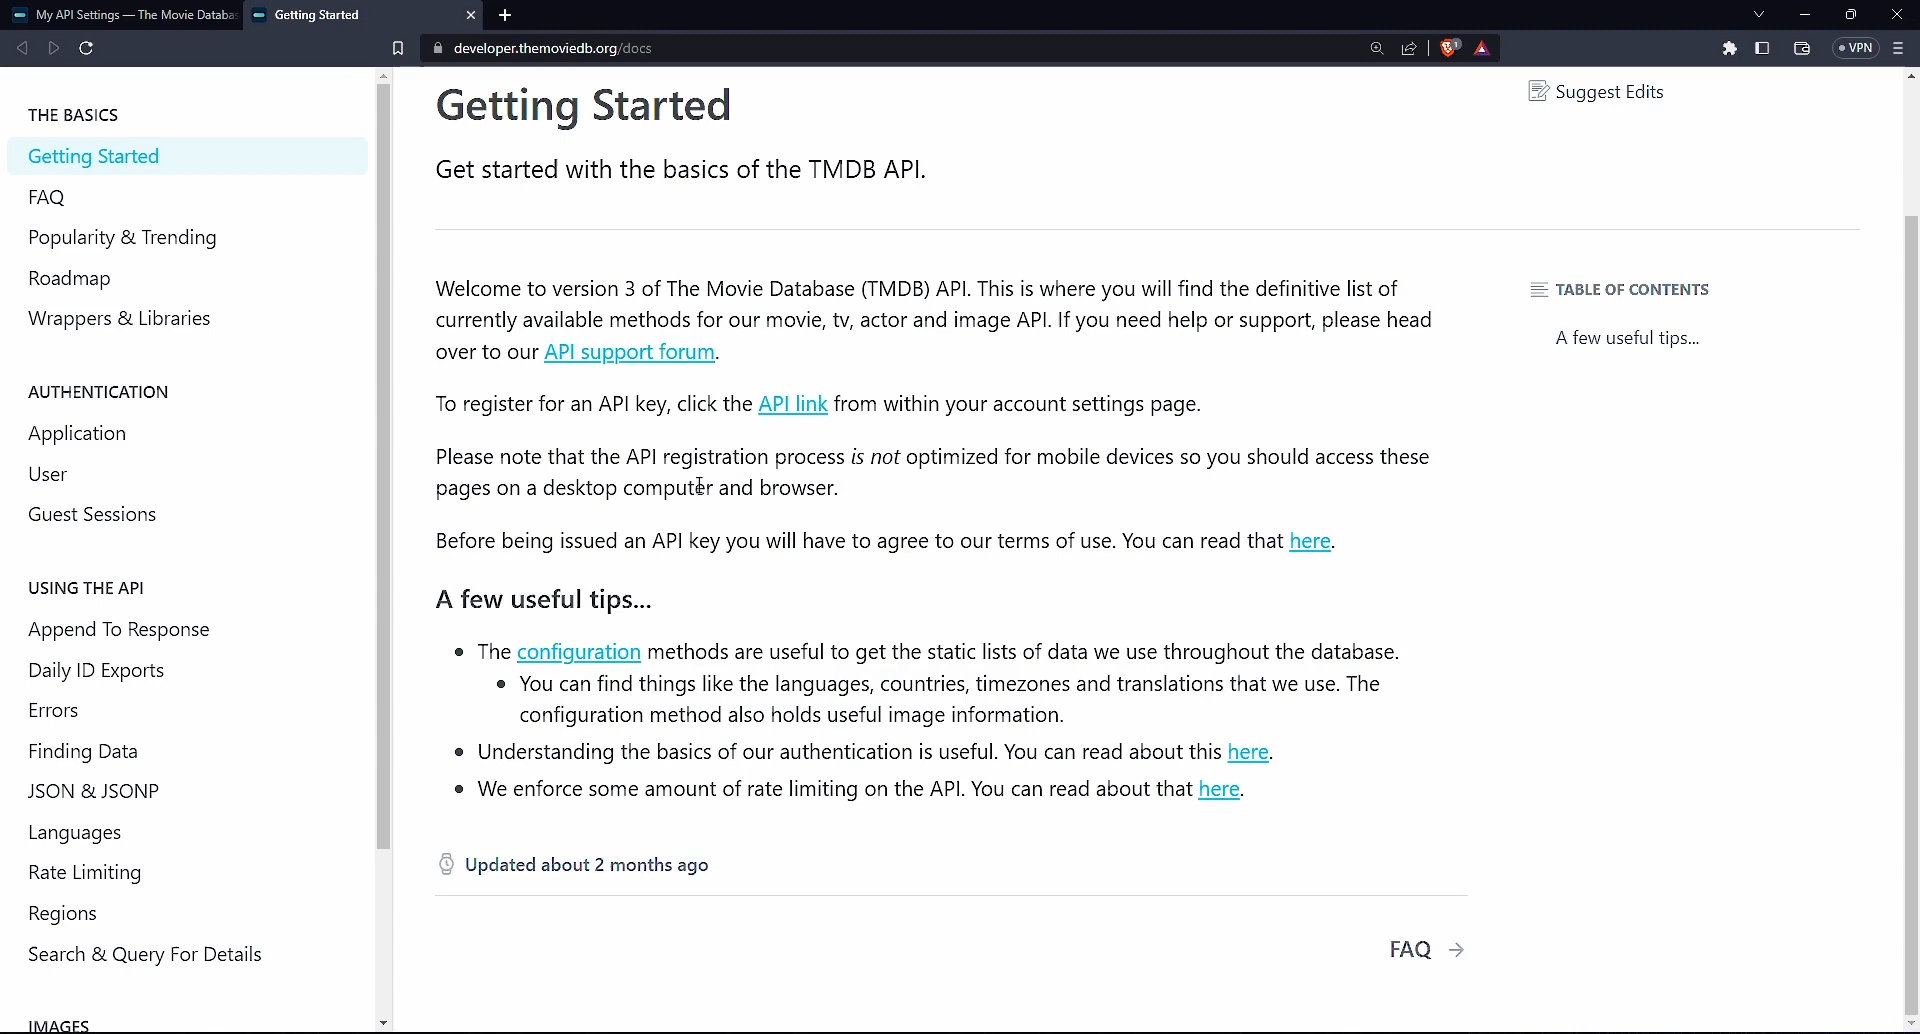 My API Settings — The Movie Databas
Getting Started
developer.themoviedb.org/docs
1
VPN
THE BASICS
Getting Started
FAQ
Popularity & Trending
Roadmap
Wrappers & Libraries
AUTHENTICATION
Application
User
Guest Sessions
USING THE API
Append To Response
Daily ID Exports
Errors
Finding Data
JSON & JSONP
Languages
Rate Limiting
Regions
Search & Query For Details
IMAGES
Getting Started
Get started with the basics of the TMDB API.
Welcome to version 3 of The Movie Database (TMDB) API. This is where you will find the definitive list of
currently available methods for our movie, tv, actor and image API. If you need help or support, please head
over to our API support forum.
To register for an API key, click the API link from within your account settings page.
Please note that the API registration process is not optimized for mobile devices so you should access these
pages on a desktop computer and browser.
Before being issued an API key you will have to agree to our terms of use. You can read that here.
A few useful tips...
The configuration methods are useful to get the static lists of data we use throughout the database.
You can find things like the languages, countries, timezones and translations that we use. The
configuration method also holds useful image information.
Understanding the basics of our authentication is useful. You can read about this here.
We enforce some amount of rate limiting on the API. You can read about that here.
Updated about 2 months ago
FAQ
Suggest Edits
TABLE OF CONTENTS
A few useful tips...